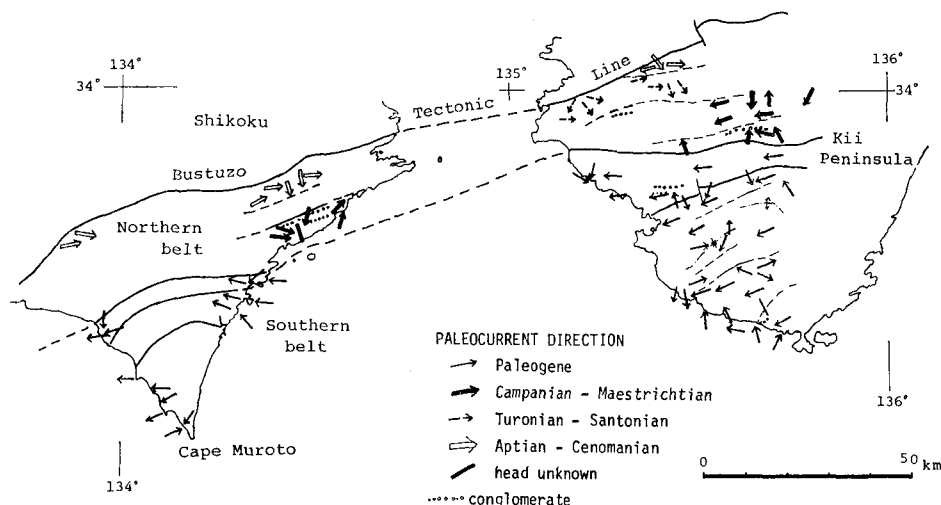 134°
34°
Shikoku
Bustuzo
Tectonic
Line
135°
136°
34°
Kii
Peninsula
Northern
belt
Southern
belt
Cape Muroto
134°
136°
PALEOCURRENT DIRECTION
Paleogene
Campanian - Maestrichtian
Turonian - Santonian
Aptian - Cenomanian
head unknown
conglomerate
0 50 km